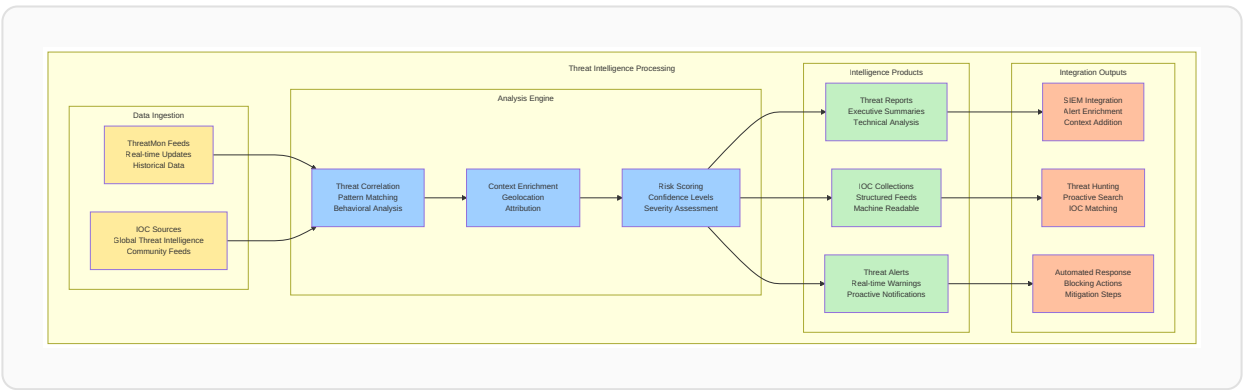 Threat Intelligence Processing
Data Ingestion
ThreatMon Feeds
Real-time Updates
Historical Data
IOC Sources
Global Threat Intelligence
Community Feeds
Analysis Engine
Threat Correlation
Pattern Matching
Behavioral Analysis
Context Enrichment
Geolocation
Attribution
Risk Scoring
Confidence Levels
Severity Assessment
Intelligence Products
Threat Reports
Executive Summaries
Technical Analysis
IOC Collections
Structured Feeds
Machine Readable
Threat Alerts
Real-time Warnings
Proactive Notifications
Integration Outputs
SIEM Integration
Alert Enrichment
Context Addition
Threat Hunting
Proactive Search
IOC Matching
Automated Response
Blocking Actions
Mitigation Steps